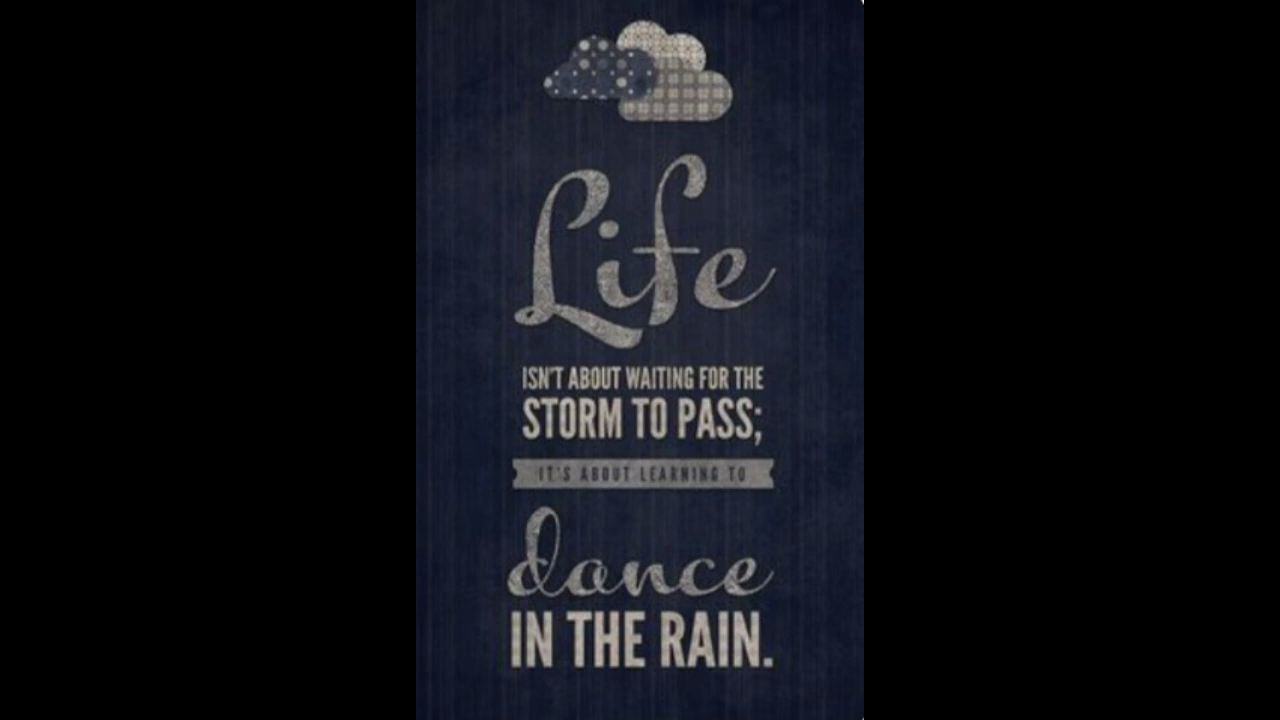 Life
ISN'T ABOUT WAITING FOR THE
STORM TO PASS;
IT'S ABOUT LEARNING TO
dance
IN THE RAIN.